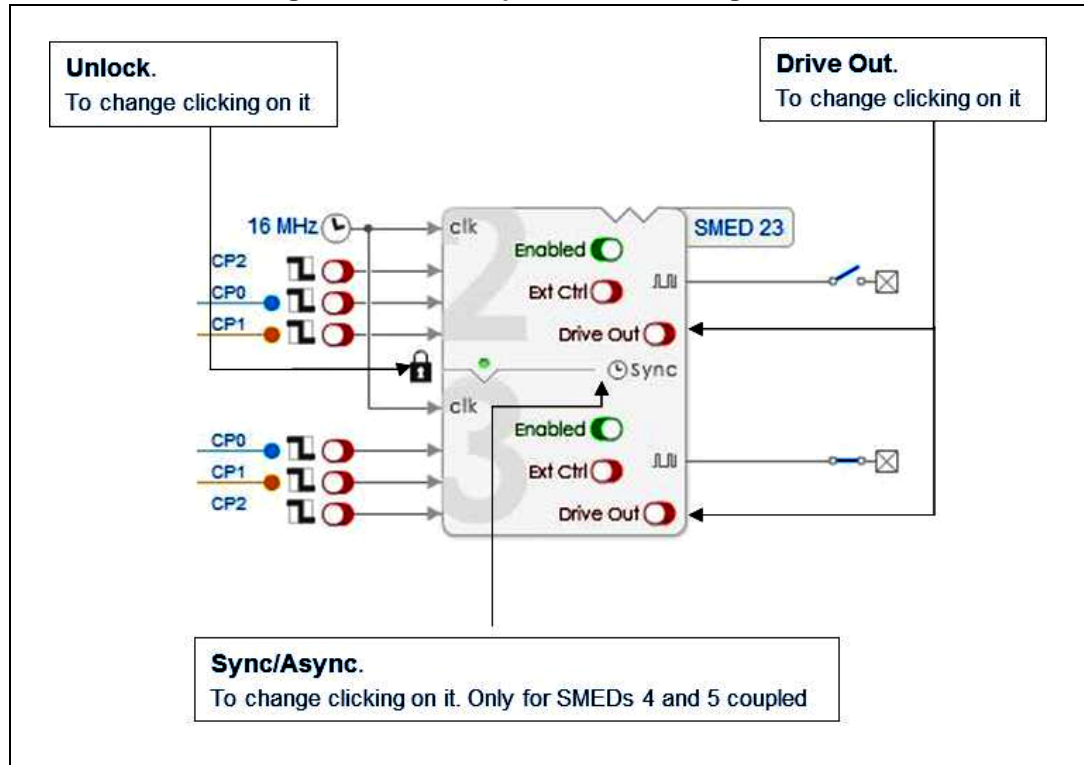 Unlock.
To change clicking on it
Drive Out.
To change clicking on it
16 MHz
clk
SMED 23
2
Enabled
CP2
Ext Ctrl
CP0
CP1
Drive Out
Sync
clk
3
Enabled
CP0
Ext Ctrl
CP1
CP2
Drive Out
Sync/Async.
To change clicking on it. Only for SMEDs 4 and 5 coupled